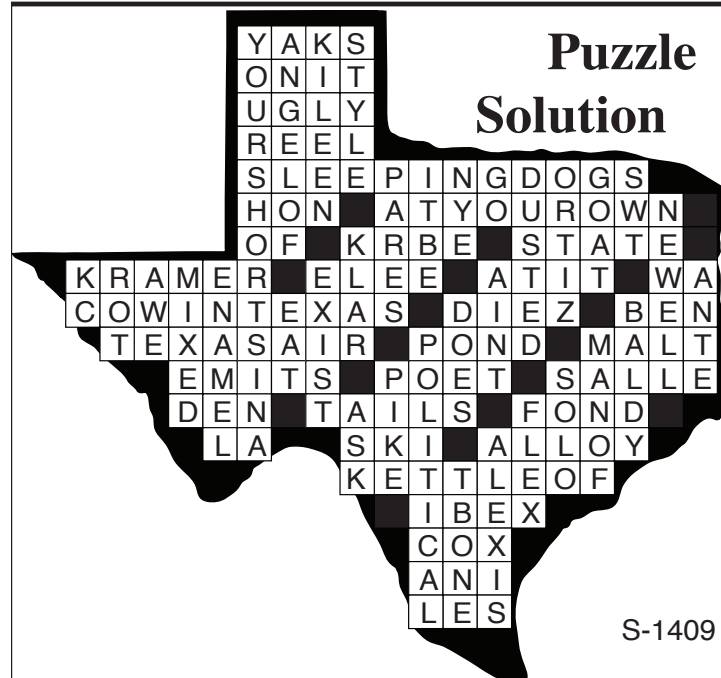 Puzzle
Solution
YAKS
ONIT
UGLY
REEL
SLEEPINGDOGS
HON ATYOUROWN
OF KRBE STATE
KRAMER ELEE ATIT WA
COWINTEXAS DIEZ BEN
TEXASAIR POND MALT
EMITS POET SALLE
DEN TAILS FOND
LA SKI ALLOY
KETTLEOF
IBEX
COX
ANI
LES
S-1409